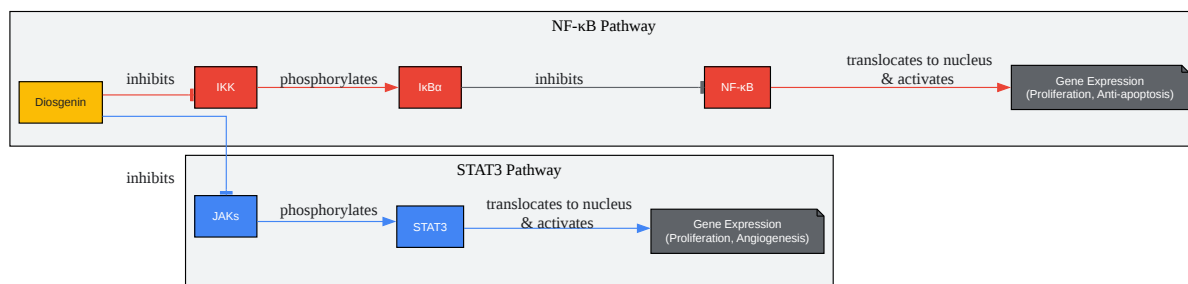 NF-κB Pathway
translocates to nucleus
& activates
inhibits
phosphorylates
inhibits
Diosgenin
IKK
IκBα
NF-κB
Gene Expression
(Proliferation, Anti-apoptosis)
STAT3 Pathway
inhibits
translocates to nucleus
& activates
phosphorylates
JAKs
STAT3
Gene Expression
(Proliferation, Angiogenesis)